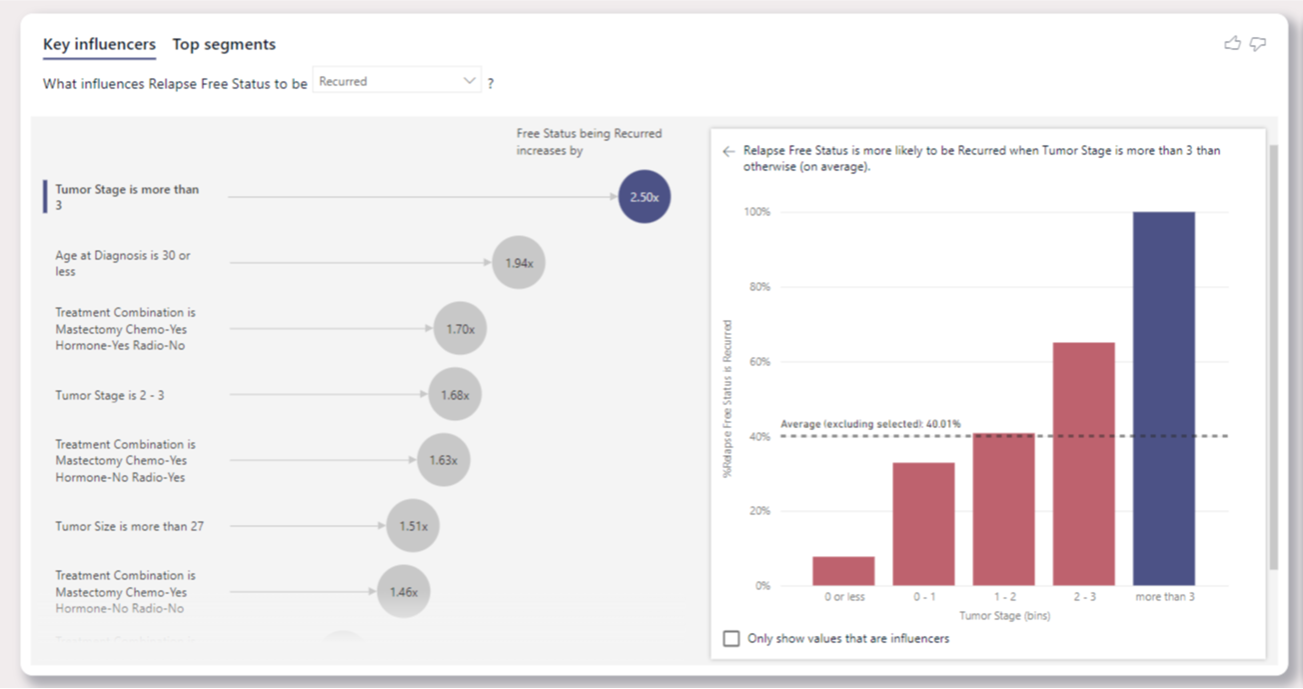 Key influencers Top segments
What influences Relapse Free Status to be Recurred ?
Free Status being Recurred
increases by
Tumor Stage is more than
3
2.50x
Age at Diagnosis is 30 or
less
1.94x
Treatment Combination is
Mastectomy Chemo-Yes
Hormone-Yes Radio-No
1.70x
Tumor Stage is 2 - 3
1.68x
Treatment Combination is
Mastectomy Chemo-Yes
Hormone-No Radio-Yes
1.63x
Tumor Size is more than 27
1.51x
Treatment Combination is
Mastectomy Chemo-Yes
Hormone-No Radio-No
1.46x
Relapse Free Status is more likely to be Recurred when Tumor Stage is more than 3 than
otherwise (on average).
%Relapse Free Status is Recurred
100%
80%
60%
Average (excluding selected): 40.01%
40%
20%
0%
0 or less 0 - 1 1 - 2 2 - 3 more than 3
Tumor Stage (bins)
Only show values that are influencers